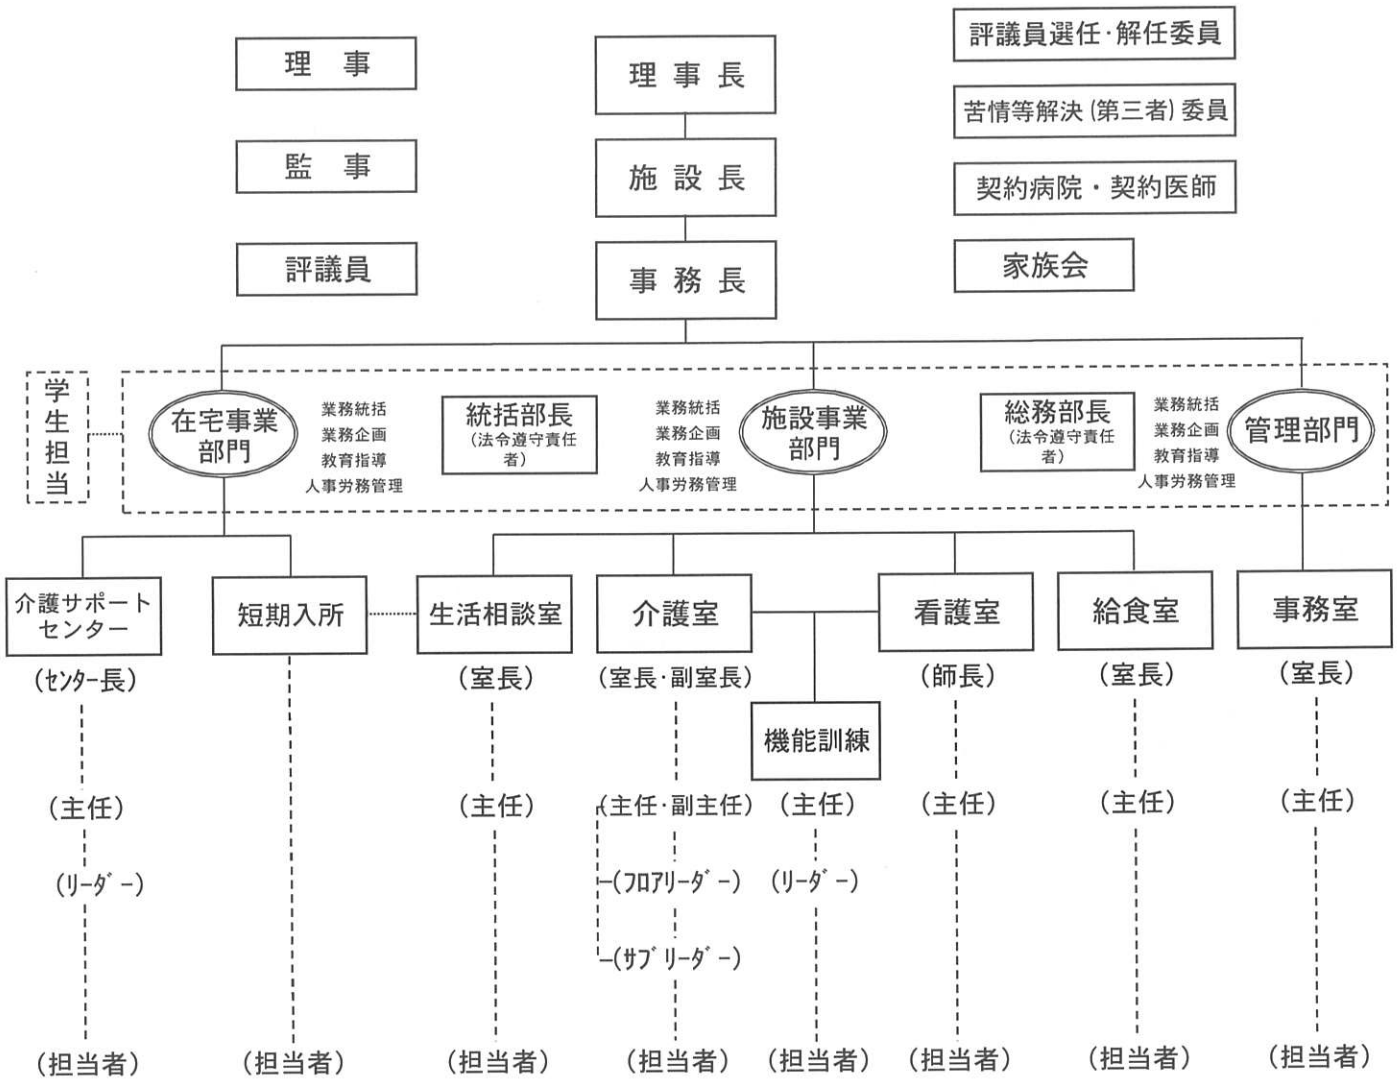 理　事
理 事 長
評議員選任･解任委員
苦情等解決(第三者)委員
監　事
施 設 長
契約病院・契約医師
評議員
事 務 長
家族会
学
生
担
当
在宅事業
部門
業務統括
業務企画
教育指導
人事労務管理
統括部長
(法令遵守責任
者)
業務統括
業務企画
教育指導
人事労務管理
施設事業
部門
総務部長
(法令遵守責任
者)
業務統括
業務企画
教育指導
人事労務管理
管理部門
介護サポート
センター
短期入所
生活相談室
介護室
看護室
給食室
事務室
(ｾﾝﾀｰ長)
(室長)
(室長･副室長)
(師長)
(室長)
(室長)
機能訓練
(主任)
(主任)
(主任･副主任)
(主任)
(主任)
(主任)
(主任)
(ﾘｰﾀﾞｰ)
(ﾌﾛｱﾘｰﾀﾞｰ)
(ﾘｰﾀﾞｰ)
(ｻﾌﾞﾘｰﾀﾞｰ)
(担当者)
(担当者)
(担当者)
(担当者)
(担当者)
(担当者)
(担当者)
(担当者)